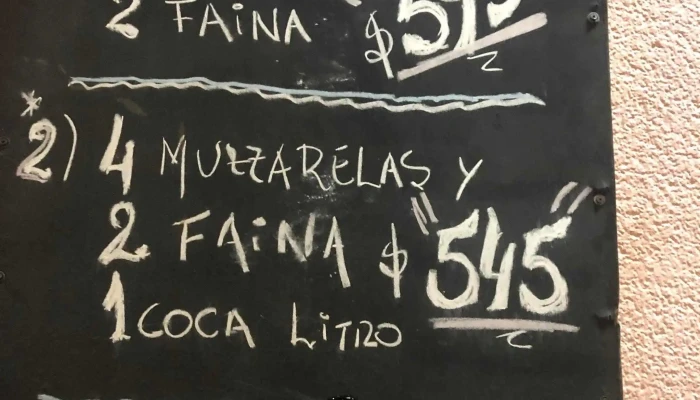 2 FAiNA $
*2) 4 MUZZARELAS Y
2 FAiNA $ "545"
1 COCA LiTRO